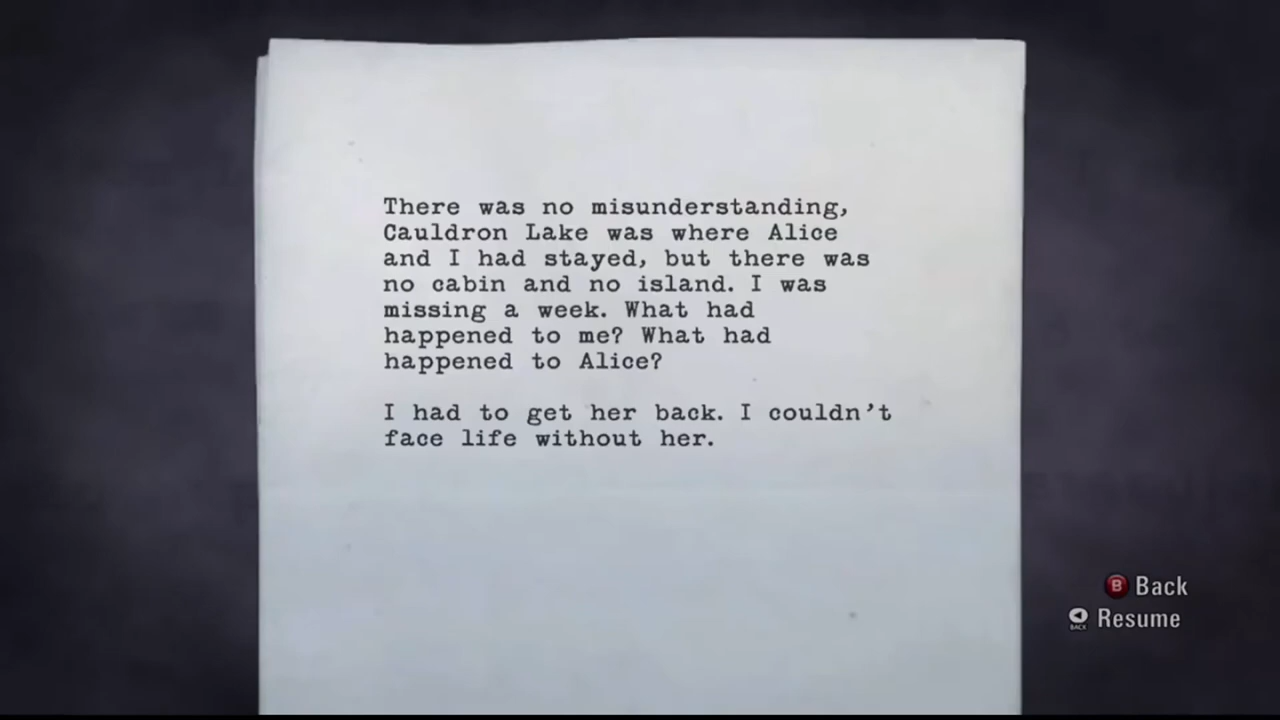 There was no misunderstanding,
Cauldron Lake was where Alice
and I had stayed, but there was
no cabin and no island. I was
missing a week. What had
happened to me? What had
happened to Alice?
I had to get her back. I couldn't
face life without her.
B Back
BACK Resume